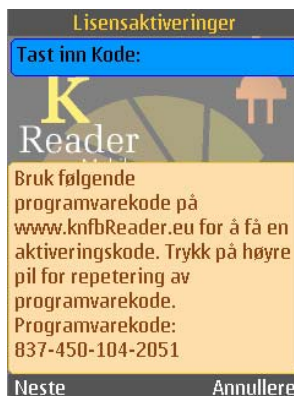 Lisensaktiveringer
Tast inn Kode:
K
Reader
Bruk følgende
programvarekode på
www.knfbReader.eu for å få en
aktiveringskode. Trykk på høyre
pil for repetering av
programvarekode.
Programvarekode:
837-450-104-2051
Neste Annullere